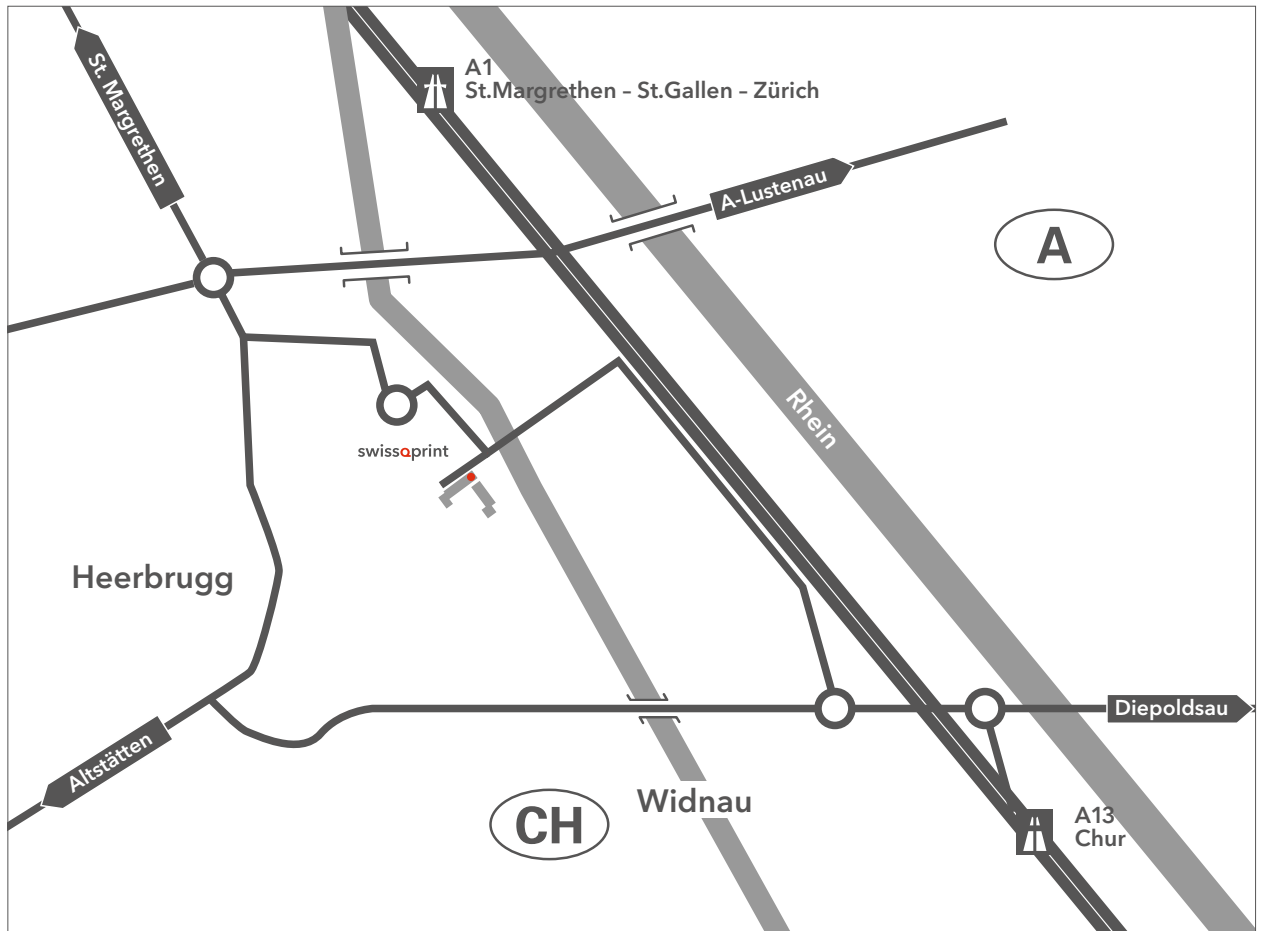 St. Margrethen
A1
St.Margrethen – St.Gallen – Zürich
A-Lustenau
A
Rhein
swissQprint
Heerbrugg
Diepoldsau
Altstätten
CH
Widnau
A13
Chur